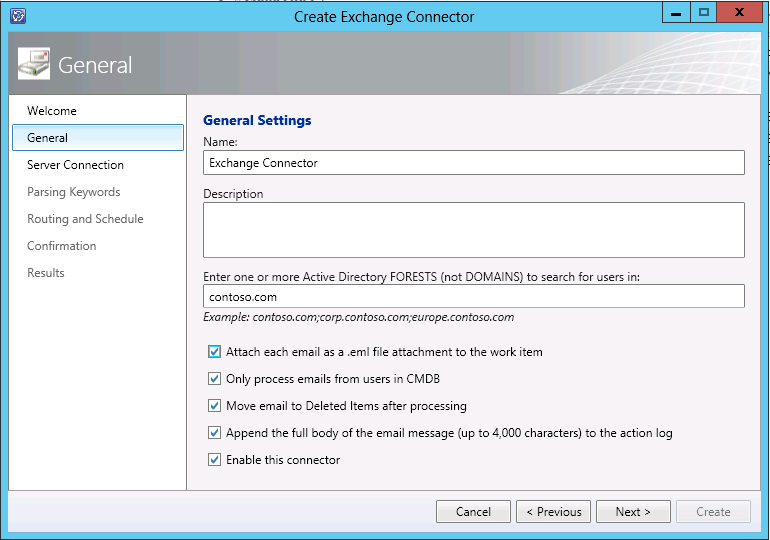 Create Exchange Connector
General
Welcome
General
Server Connection
Parsing Keywords
Routing and Schedule
Confirmation
Results
General Settings
Name:
Exchange Connector
Description
Enter one or more Active Directory FORESTS (not DOMAINS) to search for users in:
contoso.com
Example: contoso.com;corp.contoso.com;europe.contoso.com
Attach each email as a .eml file attachment to the work item
Only process emails from users in CMDB
Move email to Deleted Items after processing
Append the full body of the email message (up to 4,000 characters) to the action log
Enable this connector
Cancel
< Previous
Next >
Create